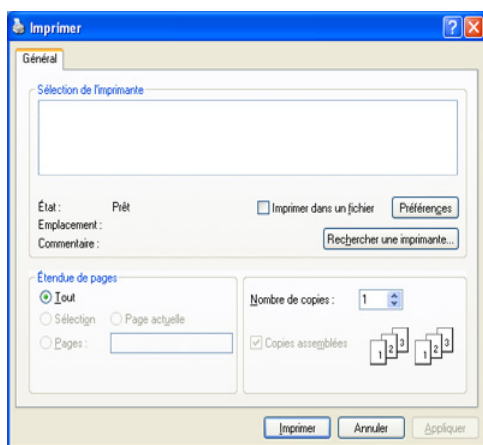 Imprimer
Général
Sélection de l'imprimante
État : Prêt
Emplacement :
Commentaire :
Imprimer dans un fichier
Préférences
Rechercher une imprimante...
Étendue de pages
Tout
Sélection Page actuelle
Pages :
Nombre de copies : 1
Copies assemblées
1 2 3 1 2 3
Imprimer Annuler Appliquer